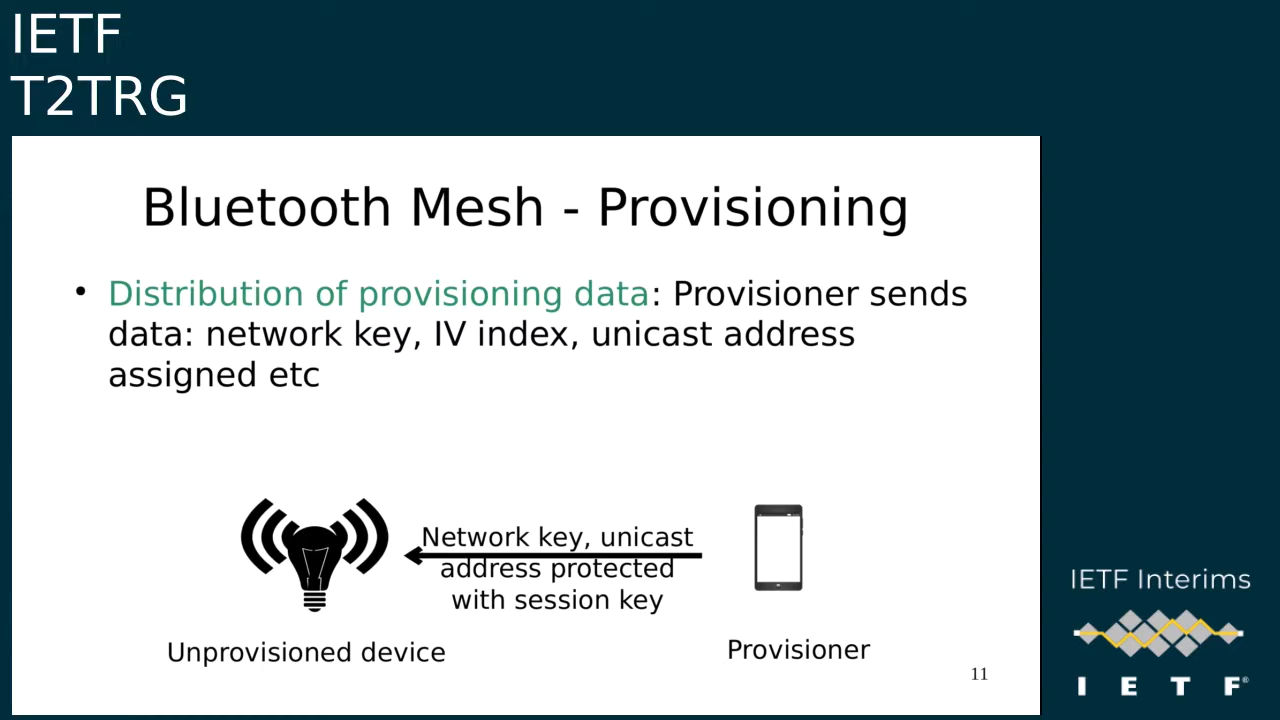 IETF
T2TRG
Bluetooth Mesh - Provisioning
• Distribution of provisioning data: Provisioner sends
data: network key, IV index, unicast address
assigned etc
Network key, unicast
address protected
with session key
Unprovisioned device
Provisioner
11
IETF Interims
I E T F®